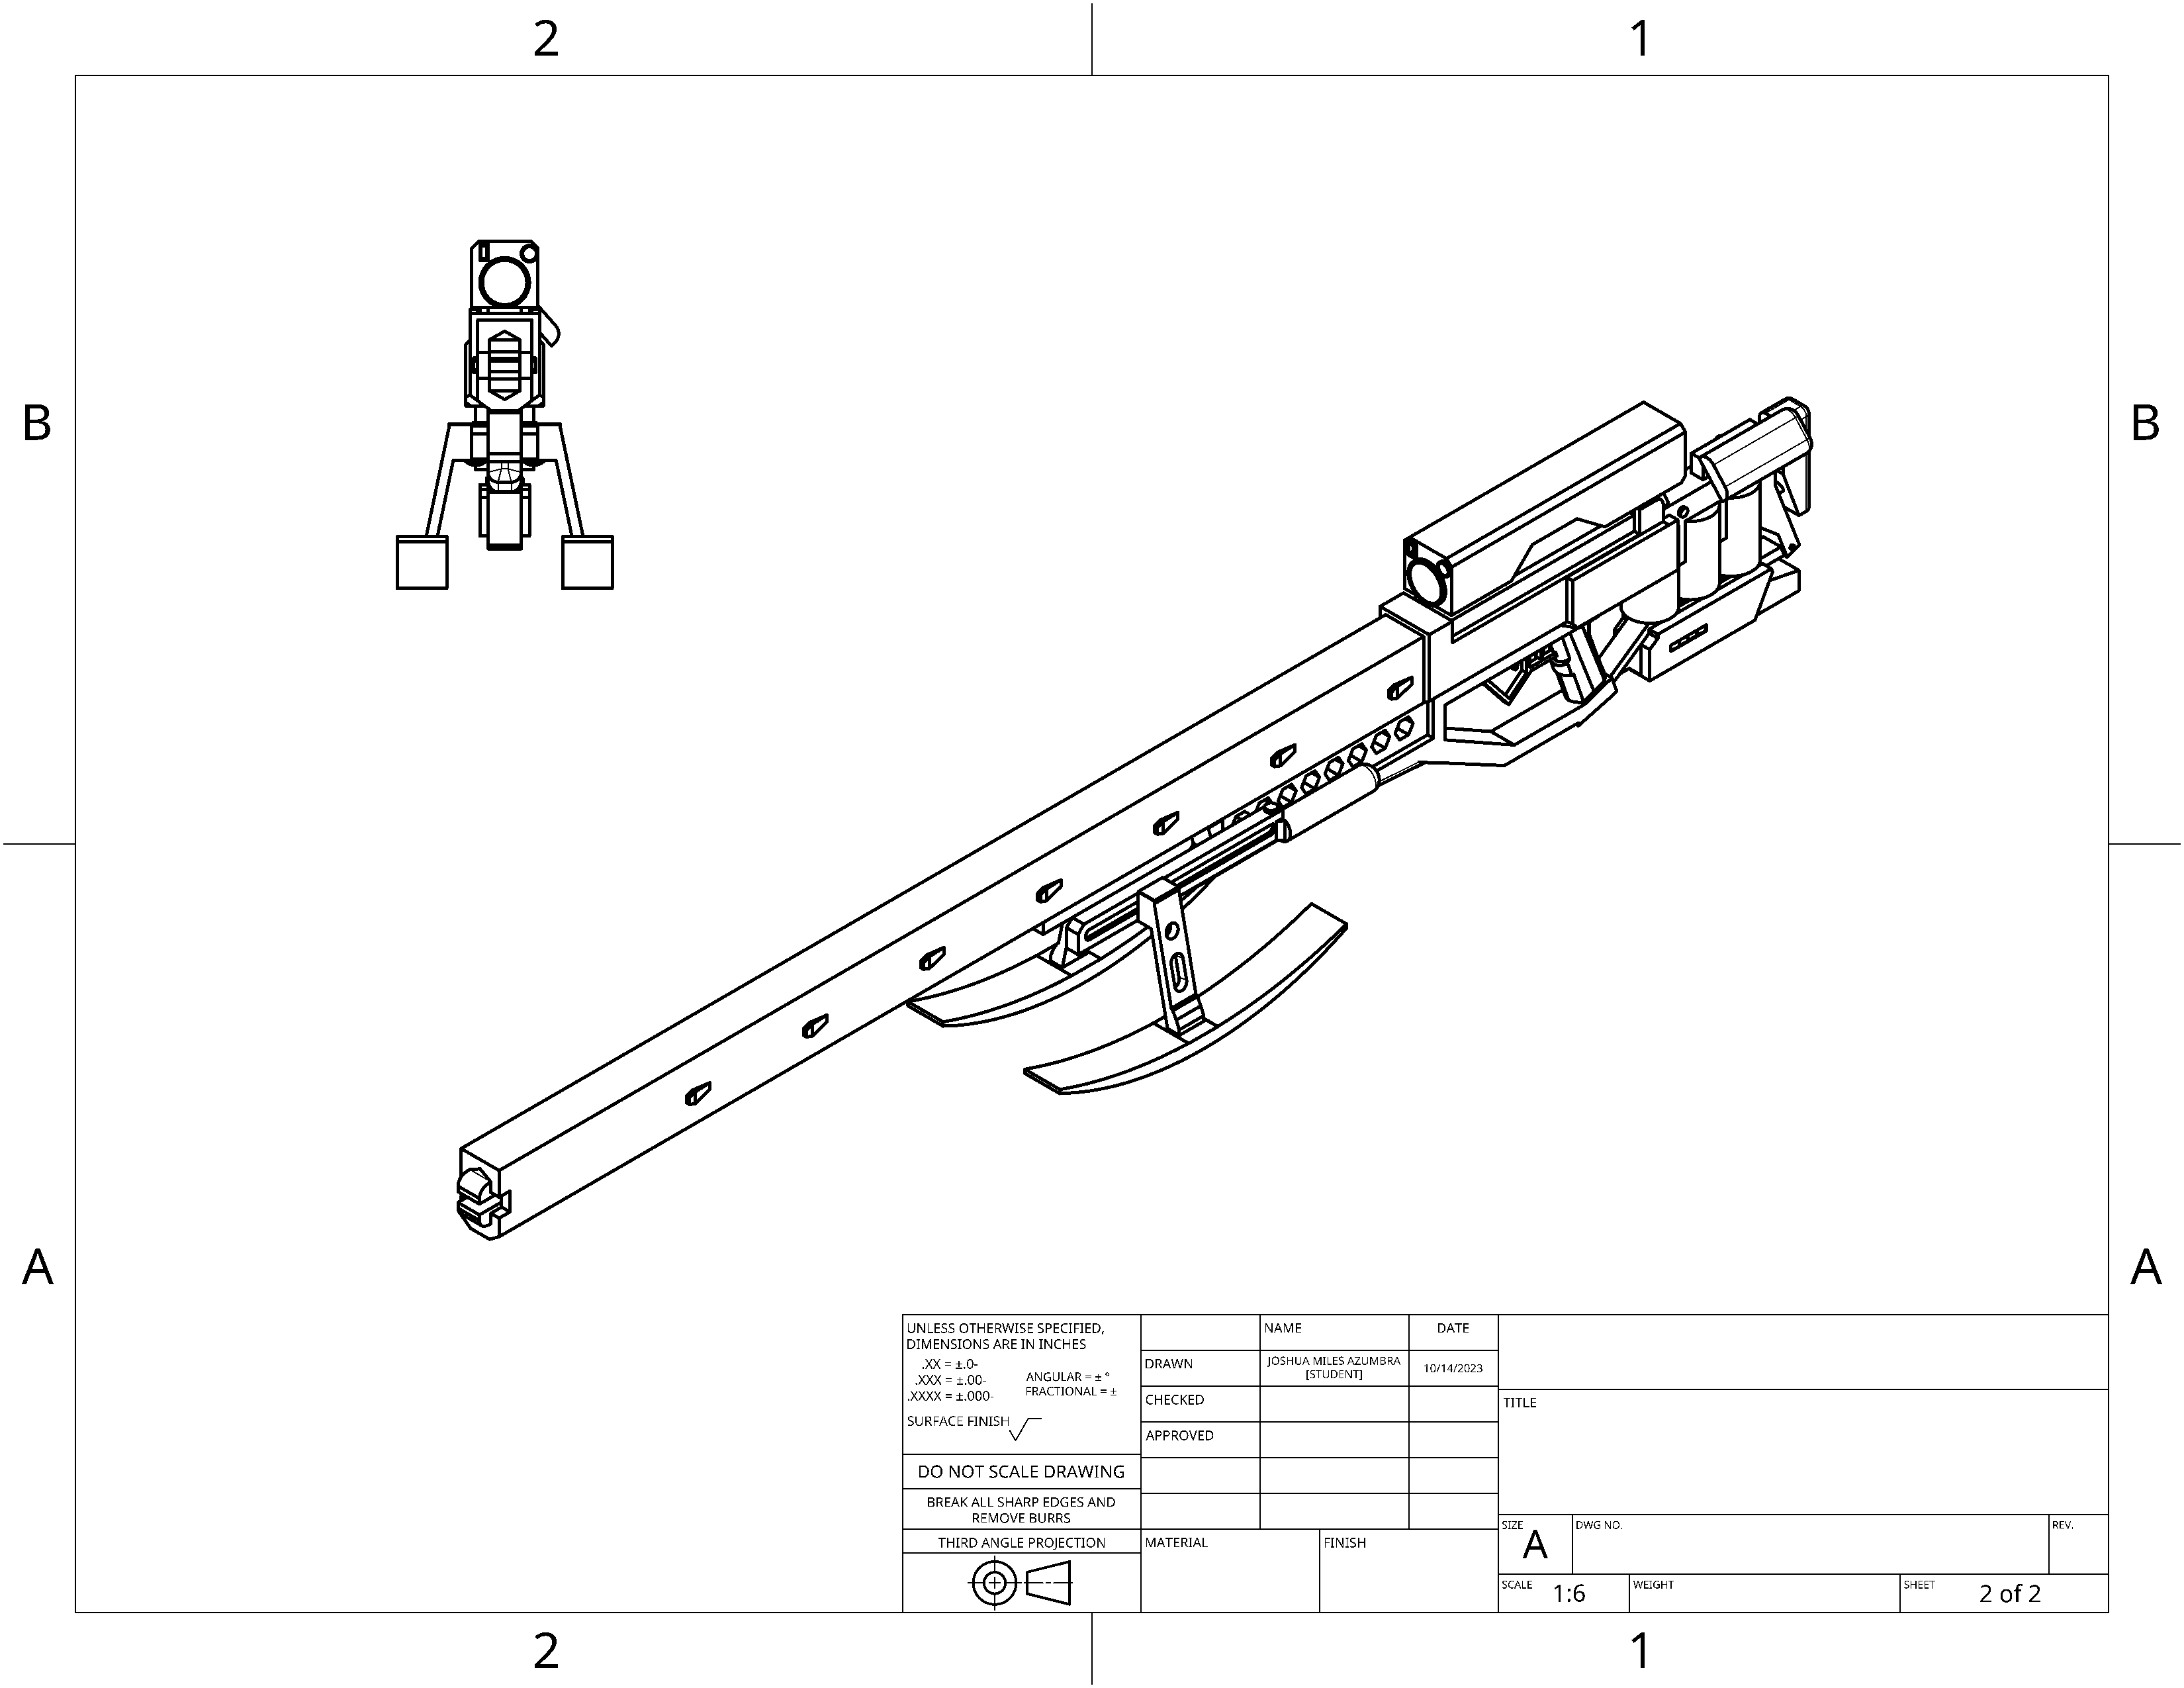 2
1
B
B
A
A
UNLESS OTHERWISE SPECIFIED,
DIMENSIONS ARE IN INCHES
.XX = ±.0-
.XXX = ±.00-
.XXXX = ±.000-
ANGULAR = ± °
FRACTIONAL = ±
SURFACE FINISH
DO NOT SCALE DRAWING
BREAK ALL SHARP EDGES AND
REMOVE BURRS
THIRD ANGLE PROJECTION
NAME
DATE
DRAWN
JOSHUA MILES AZUMBRA
[STUDENT]
10/14/2023
CHECKED
APPROVED
MATERIAL
FINISH
TITLE
SIZE
A
DWG NO.
REV.
SCALE
1:6
WEIGHT
SHEET
2 of 2
2
1